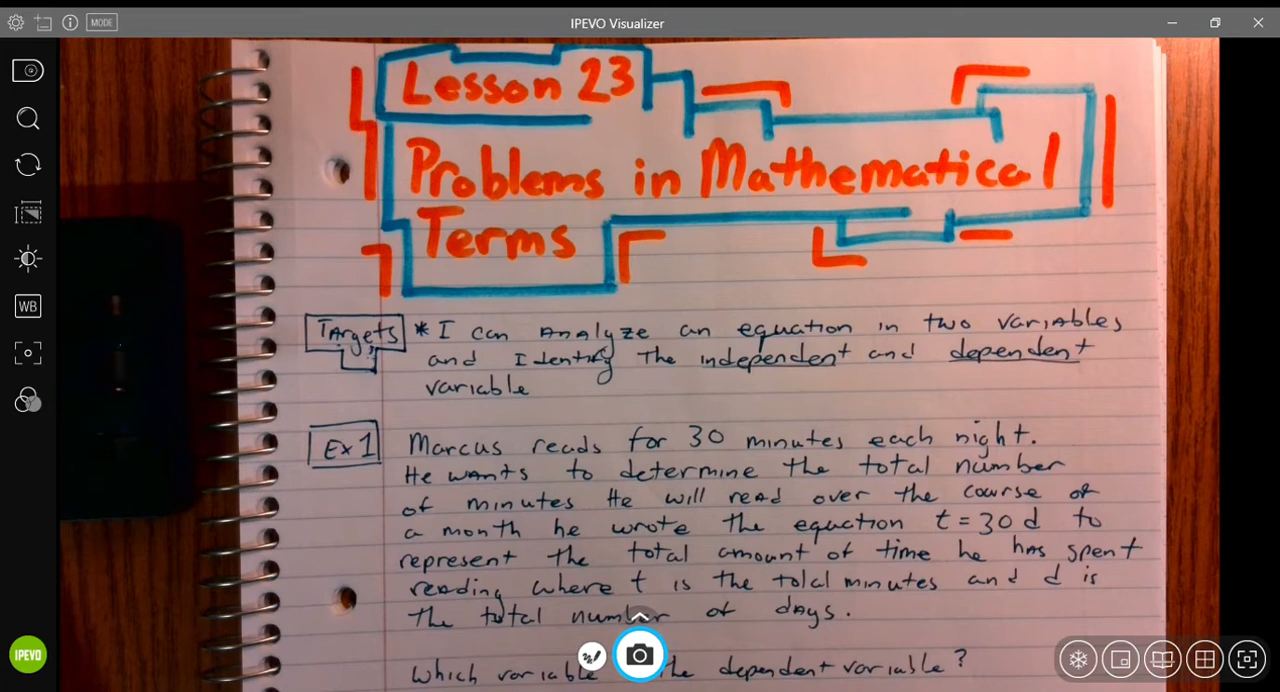 IPEVO Visualizer
MODE
WB
IPEVO
Lesson 23
Problems in Mathematical
Terms
TArgets * I can Analyze an equation in two variables
and Identify the independent and dependent
variable
Ex 1 Marcus reads for 30 minutes each night.
He wants to determine the total number
of minutes He will read over the course of
a month he wrote the equation t = 30 d to
represent the total amount of time he has spent
reading where t is the total minutes and d is
the total number of days.
Which variable the dependent variable?